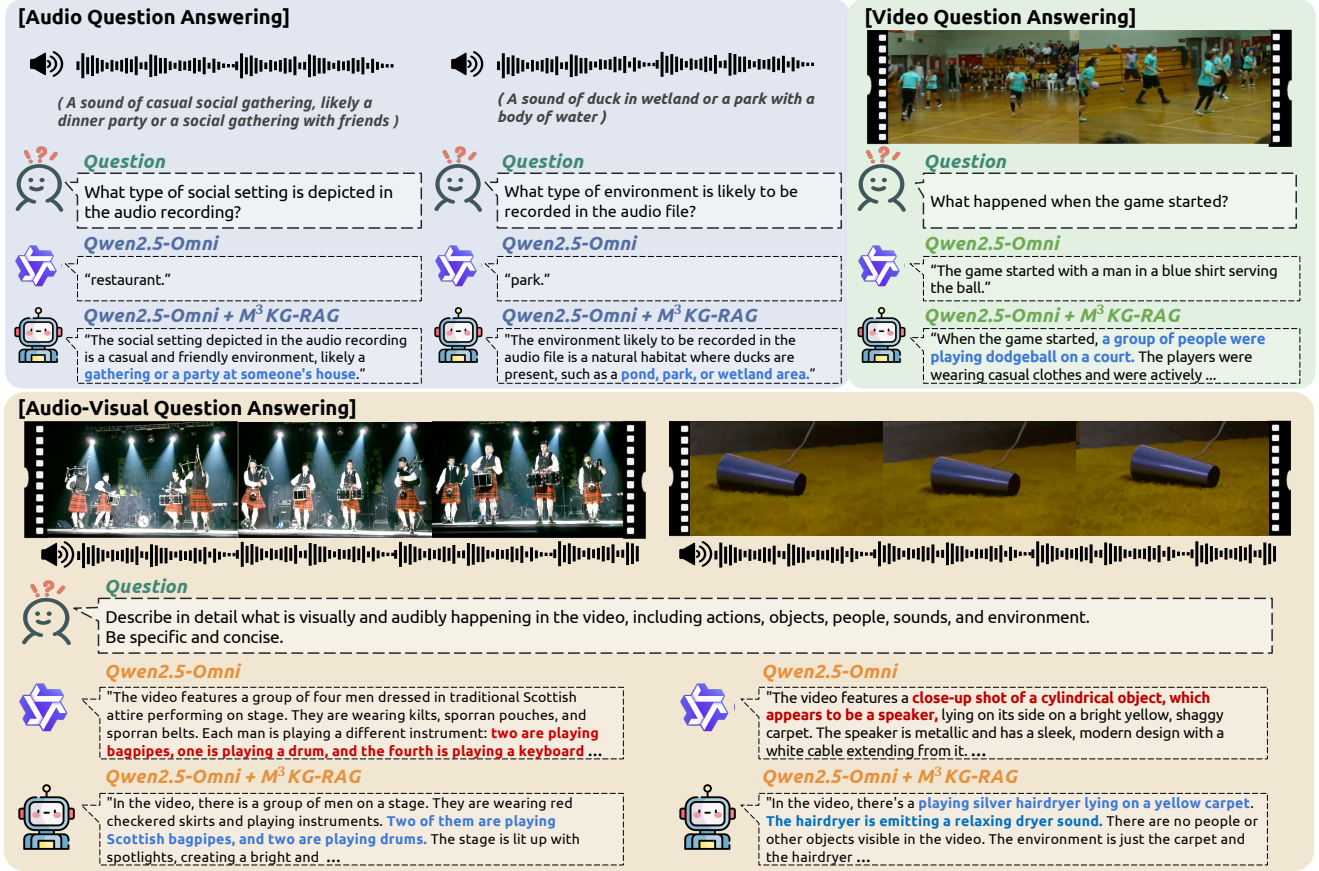 [Audio Question Answering]
( A sound of casual social gathering, likely a
dinner party or a social gathering with friends )
Question
What type of social setting is depicted in
the audio recording?
Qwen2.5-Omni
“restaurant.”
Qwen2.5-Omni + M³KG-RAG
“The social setting depicted in the audio recording
is a casual and friendly environment, likely a
gathering or a party at someone's house.”
( A sound of duck in wetland or a park with a
body of water )
Question
What type of environment is likely to be
recorded in the audio file?
Qwen2.5-Omni
“park.”
Qwen2.5-Omni + M³KG-RAG
"The environment likely to be recorded in the
audio file is a natural habitat where ducks are
present, such as a pond, park, or wetland area.”
[Video Question Answering]
Question
What happened when the game started?
Qwen2.5-Omni
“The game started with a man in a blue shirt serving
the ball.”
Qwen2.5-Omni + M³KG-RAG
“When the game started, a group of people were
playing dodgeball on a court. The players were
wearing casual clothes and were actively ...
[Audio-Visual Question Answering]
Question
Describe in detail what is visually and audibly happening in the video, including actions, objects, people, sounds, and environment.
Be specific and concise.
Qwen2.5-Omni
"The video features a group of four men dressed in traditional Scottish
attire performing on stage. They are wearing kilts, sporran pouches, and
sporran belts. Each man is playing a different instrument: two are playing
bagpipes, one is playing a drum, and the fourth is playing a keyboard ...
Qwen2.5-Omni + M³KG-RAG
"In the video, there is a group of men on a stage. They are wearing red
checkered skirts and playing instruments. Two of them are playing
Scottish bagpipes, and two are playing drums. The stage is lit up with
spotlights, creating a bright and ...
Qwen2.5-Omni
"The video features a close-up shot of a cylindrical object, which
appears to be a speaker, lying on its side on a bright yellow, shaggy
carpet. The speaker is metallic and has a sleek, modern design with a
white cable extending from it. ...
Qwen2.5-Omni + M³KG-RAG
"In the video, there's a playing silver hairdryer lying on a yellow carpet.
The hairdryer is emitting a relaxing dryer sound. There are no people or
other objects visible in the video. The environment is just the carpet and
the hairdryer ...